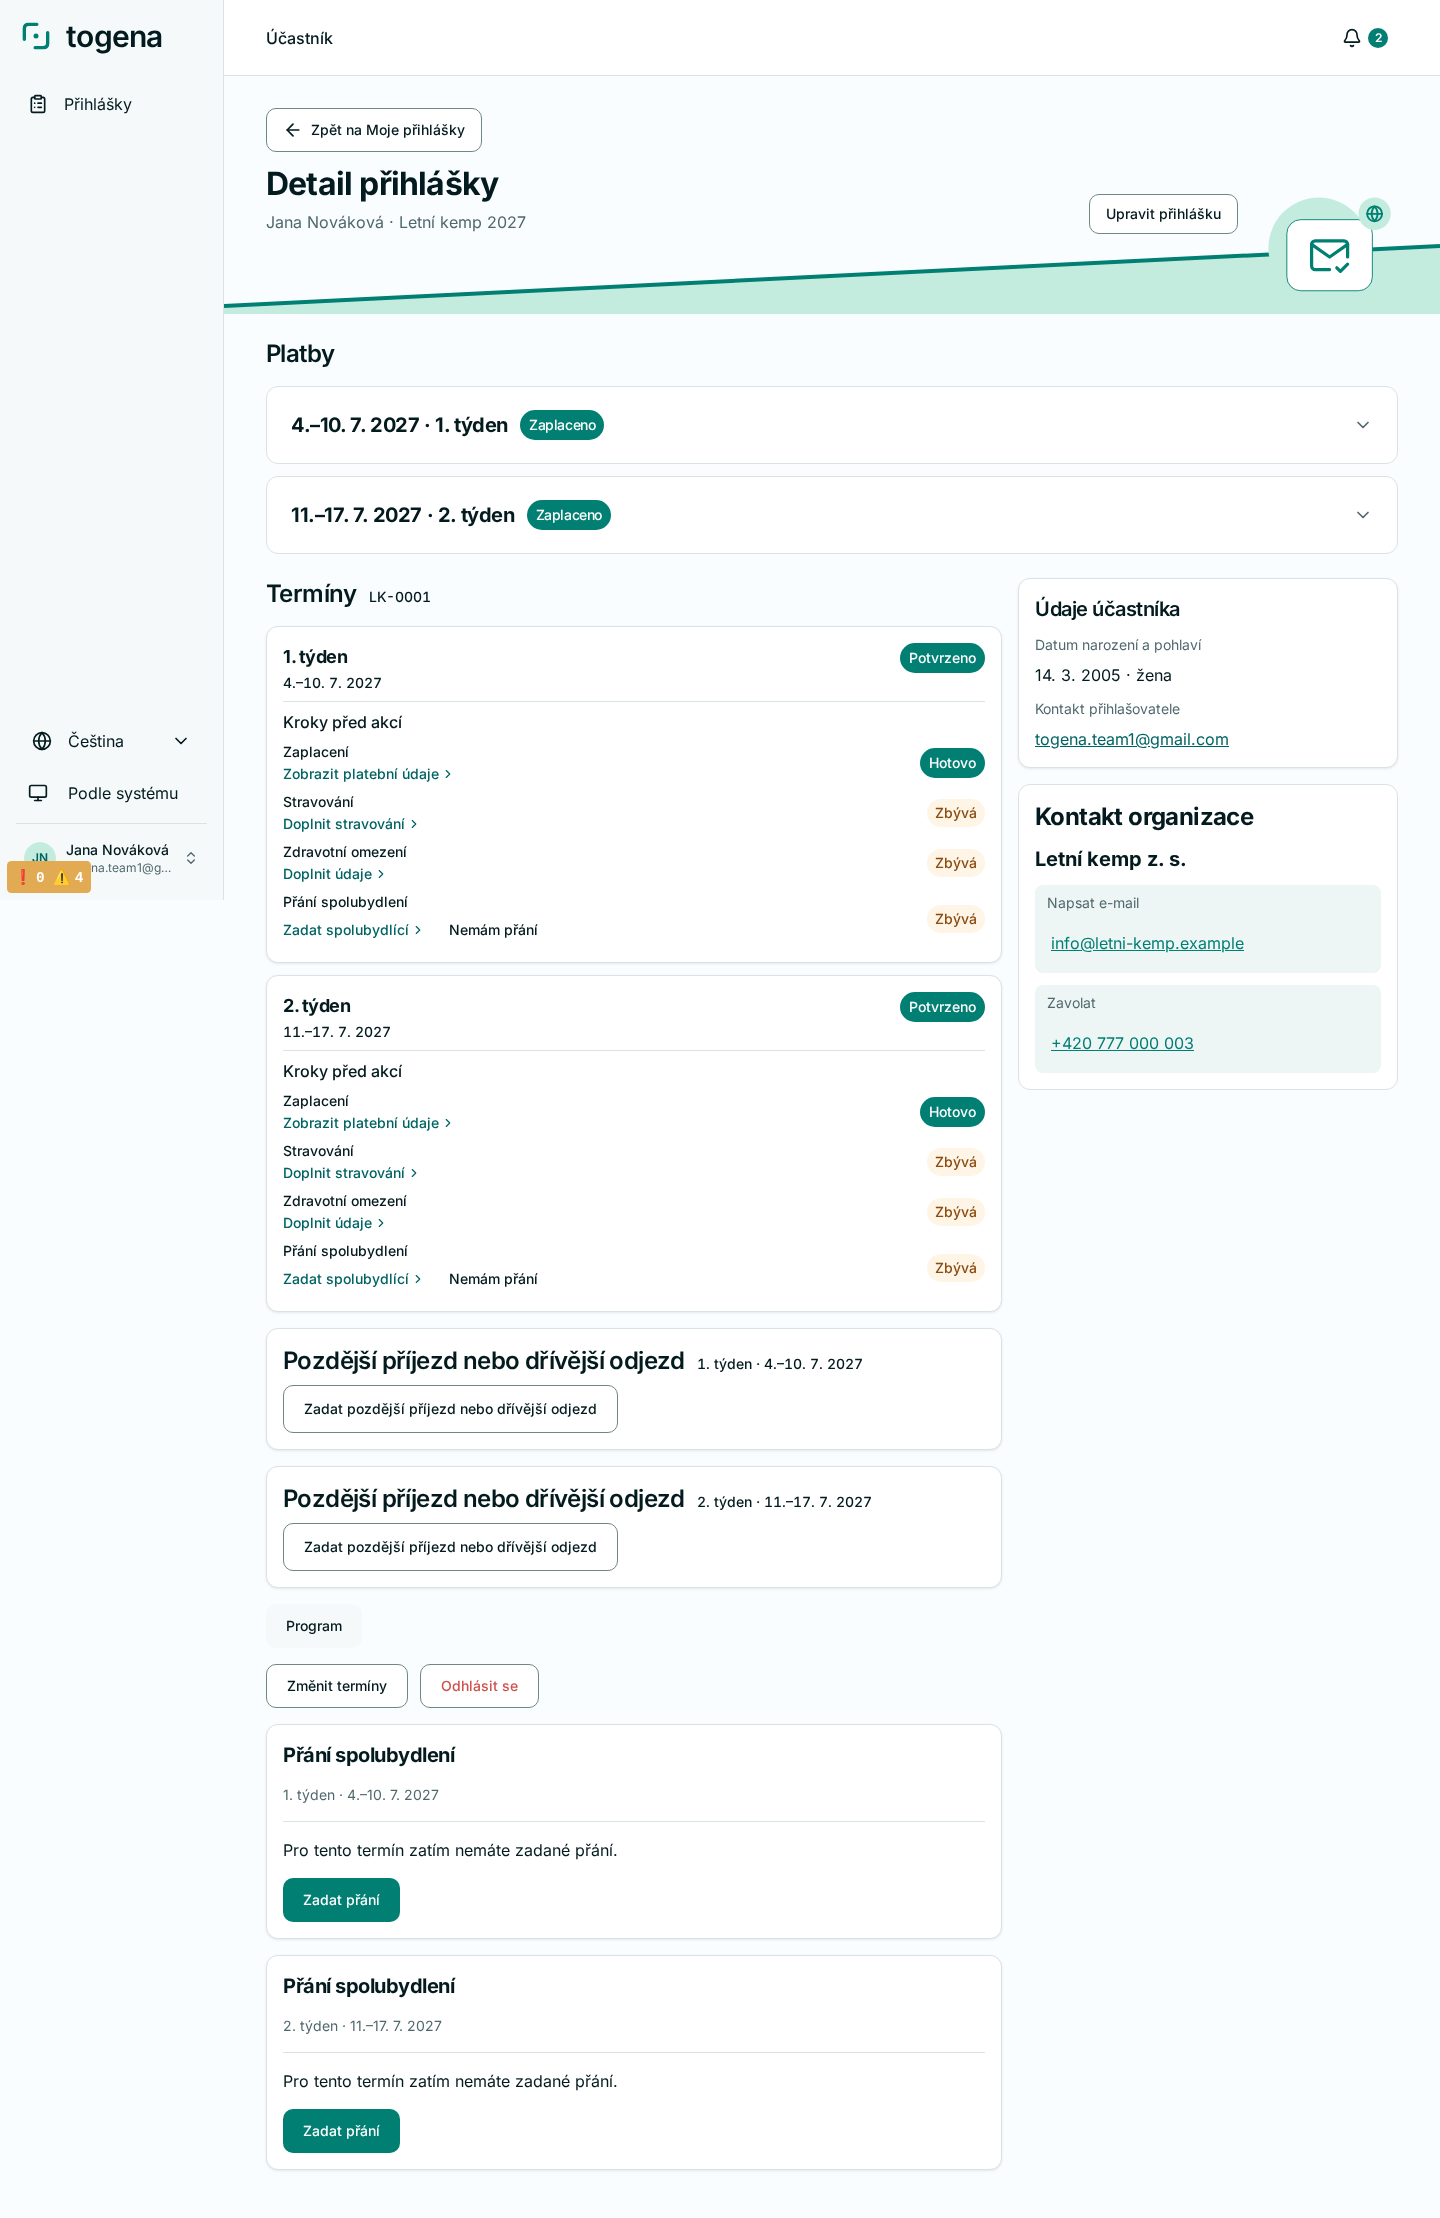 togena
Přihlášky
Čeština
Podle systému
JN
Jana Nováková
na.team1@g…
0 4
Účastník
2
Zpět na Moje přihlášky
Detail přihlášky
Jana Nováková · Letní kemp 2027
Upravit přihlášku
Platby
4.–10. 7. 2027 · 1. týden Zaplaceno
11.–17. 7. 2027 · 2. týden Zaplaceno
Termíny LK-0001
1. týden Potvrzeno
4.–10. 7. 2027
Kroky před akcí
Zaplacení
Zobrazit platební údaje
Hotovo
Stravování
Doplnit stravování
Zbývá
Zdravotní omezení
Doplnit údaje
Zbývá
Přání spolubydlení
Zadat spolubydlící Nemám přání
Zbývá
2. týden Potvrzeno
11.–17. 7. 2027
Kroky před akcí
Zaplacení
Zobrazit platební údaje
Hotovo
Stravování
Doplnit stravování
Zbývá
Zdravotní omezení
Doplnit údaje
Zbývá
Přání spolubydlení
Zadat spolubydlící Nemám přání
Zbývá
Pozdější příjezd nebo dřívější odjezd 1. týden · 4.–10. 7. 2027
Zadat pozdější příjezd nebo dřívější odjezd
Pozdější příjezd nebo dřívější odjezd 2. týden · 11.–17. 7. 2027
Zadat pozdější příjezd nebo dřívější odjezd
Program
Změnit termíny Odhlásit se
Přání spolubydlení
1. týden · 4.–10. 7. 2027
Pro tento termín zatím nemáte zadané přání.
Zadat přání
Přání spolubydlení
2. týden · 11.–17. 7. 2027
Pro tento termín zatím nemáte zadané přání.
Zadat přání
Údaje účastníka
Datum narození a pohlaví
14. 3. 2005 · žena
Kontakt přihlašovatele
togena.team1@gmail.com
Kontakt organizace
Letní kemp z. s.
Napsat e-mail
info@letni-kemp.example
Zavolat
+420 777 000 003